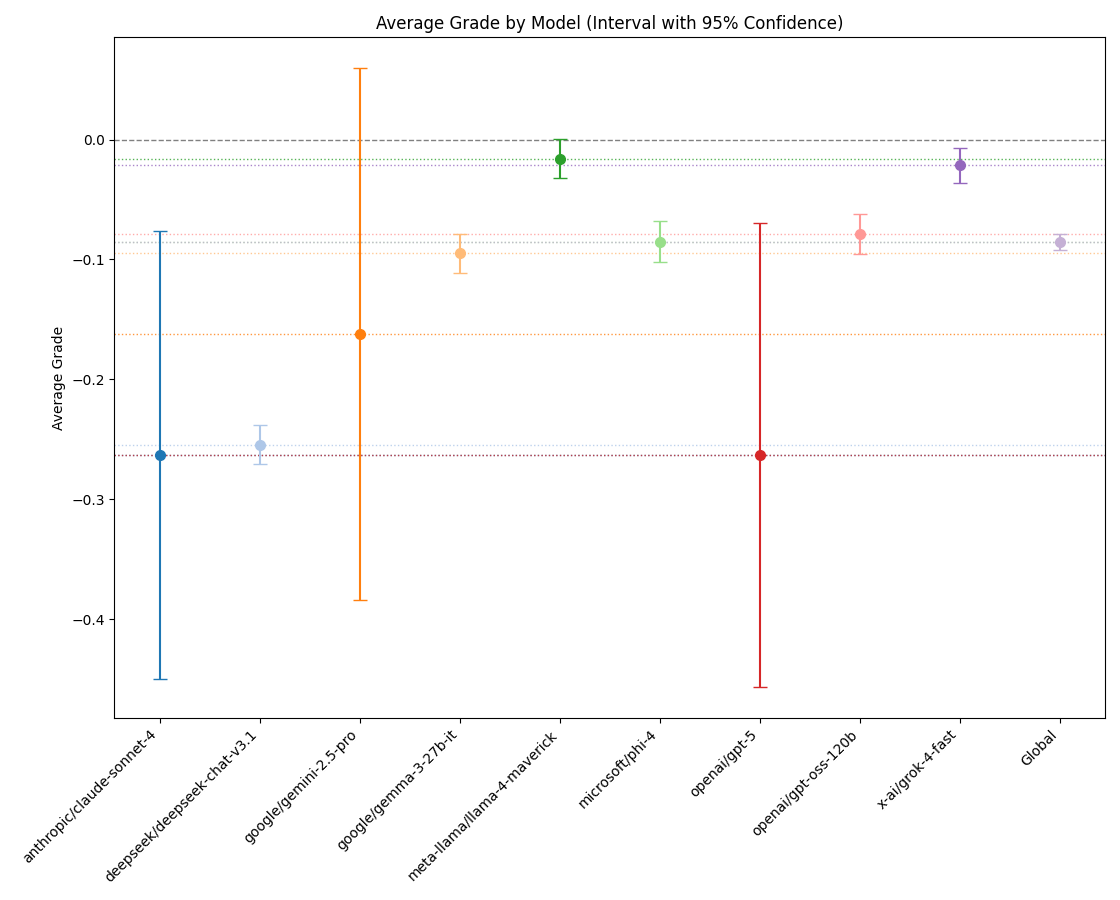 Average Grade by Model (Interval with 95% Confidence)
Average Grade
0.0
−0.1
−0.2
−0.3
−0.4
anthropic/claude-sonnet-4
deepseek/deepseek-chat-v3.1
google/gemini-2.5-pro
google/gemma-3-27b-it
meta-llama/llama-4-maverick
microsoft/phi-4
openai/gpt-5
openai/gpt-oss-120b
x-ai/grok-4-fast
Global